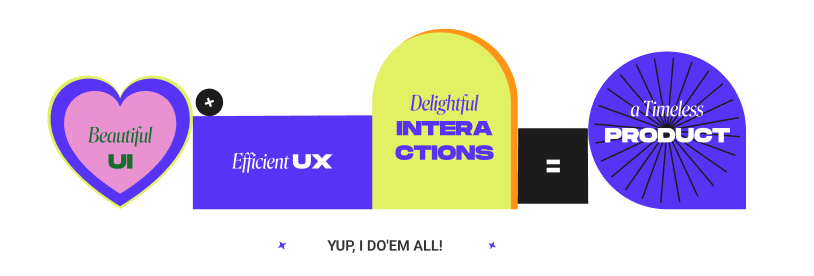 Beautiful
UI
+
Efficient UX
Delightful
INTERA
CTIONS
=
a Timeless
PRODUCT
YUP, I DO'EM ALL!